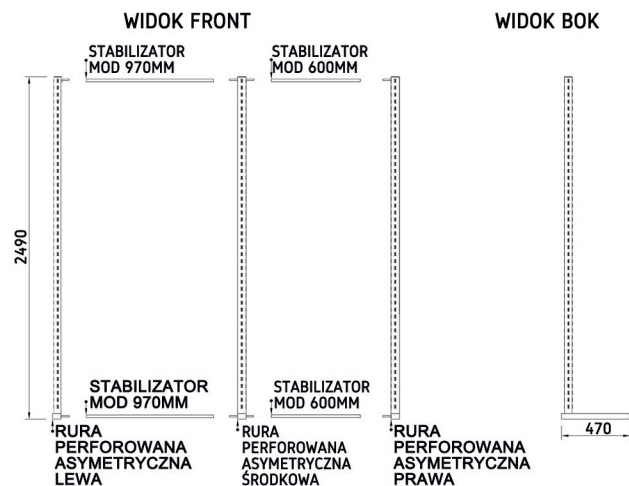 WIDOK FRONT
WIDOK BOK
STABILIZATOR
MOD 970MM
STABILIZATOR
MOD 600MM
2490
STABILIZATOR
MOD 970MM
STABILIZATOR
MOD 600MM
RURA
PERFOROWANA
ASYMETRYCZNA
LEWA
RURA
PERFOROWANA
ASYMETRYCZNA
ŚRODKOWA
RURA
PERFOROWANA
ASYMETRYCZNA
PRAWA
470